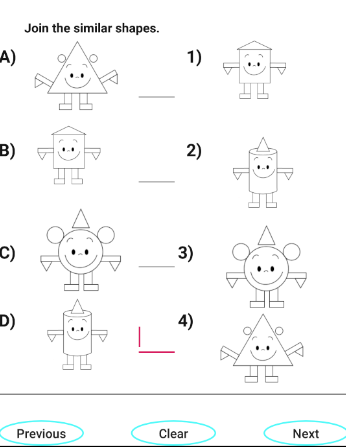 Join the similar shapes.
A) 1)
B) 2)
C) 3)
D) 4)
Previous Clear Next